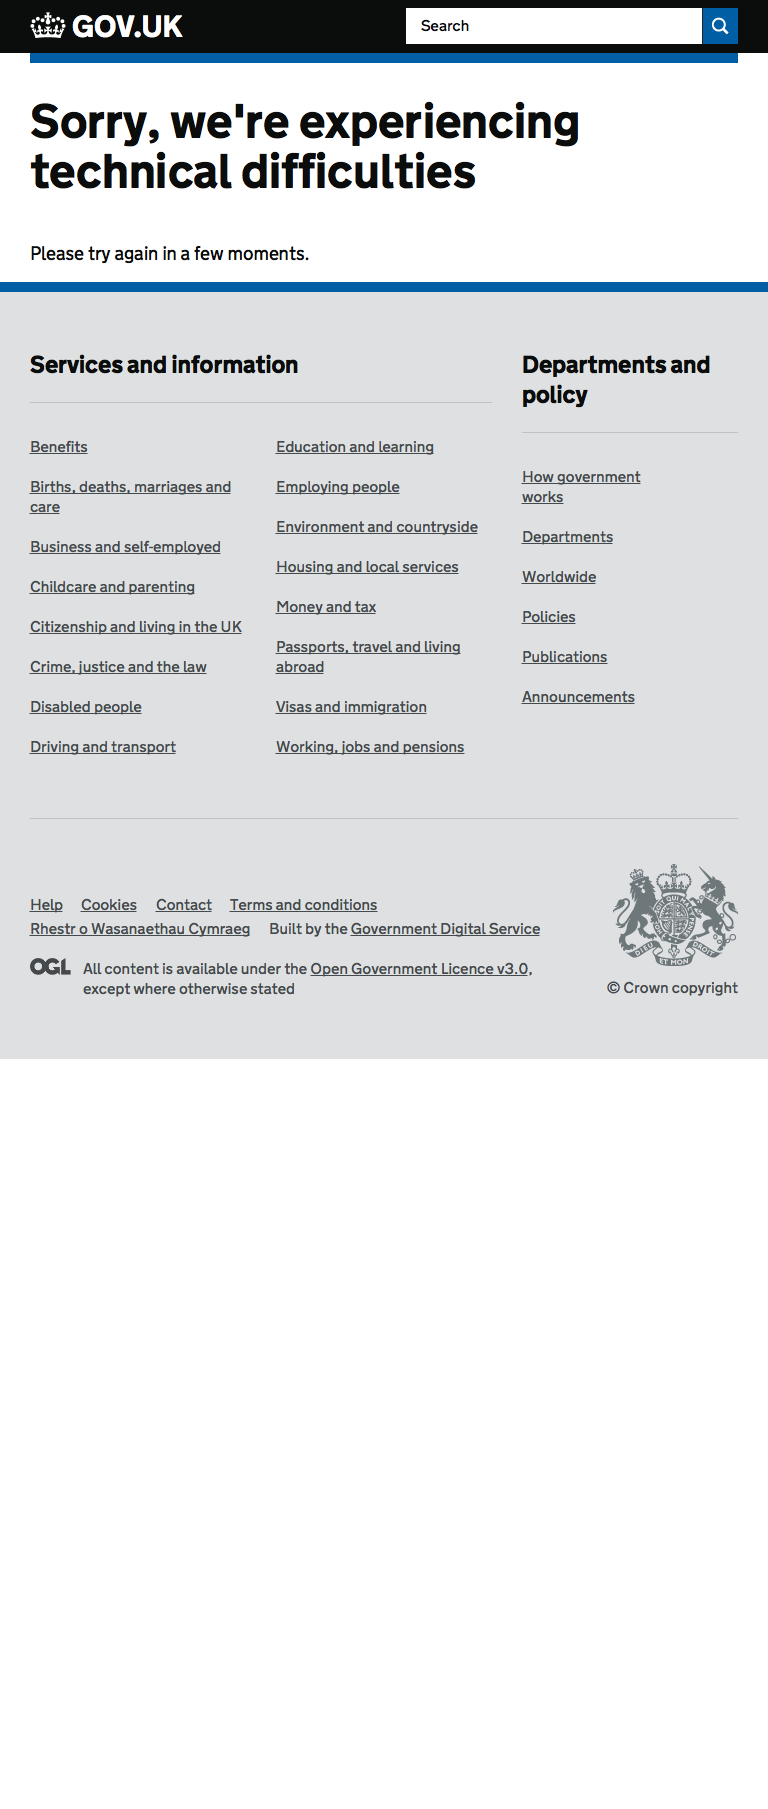 GOV.UK
Search
Sorry, we're experiencing
technical difficulties
Please try again in a few moments.
Services and information
Benefits
Births, deaths, marriages and
care
Business and self-employed
Childcare and parenting
Citizenship and living in the UK
Crime, justice and the law
Disabled people
Driving and transport
Education and learning
Employing people
Environment and countryside
Housing and local services
Money and tax
Passports, travel and living
abroad
Visas and immigration
Working, jobs and pensions
Departments and
policy
How government
works
Departments
Worldwide
Policies
Publications
Announcements
Help Cookies Contact Terms and conditions
Rhestr o Wasanaethau Cymraeg Built by the Government Digital Service
OGL All content is available under the Open Government Licence v3.0,
except where otherwise stated
DIEU ET MON DROIT
© Crown copyright